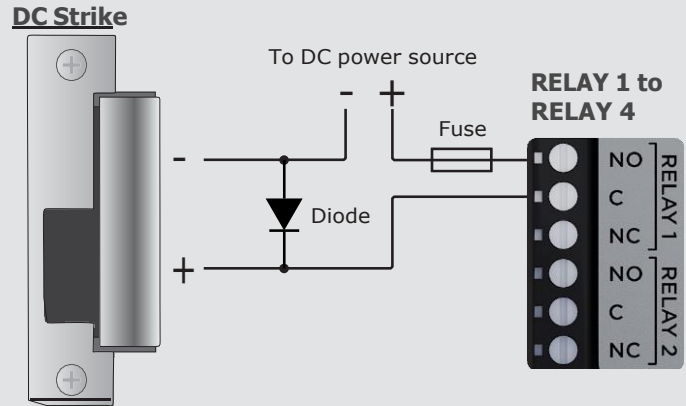 DC Strike
To DC power source
- +
RELAY 1 to
RELAY 4
Fuse
-
NO
C
NC
RELAY 1
Diode
+
NO
C
NC
RELAY 2